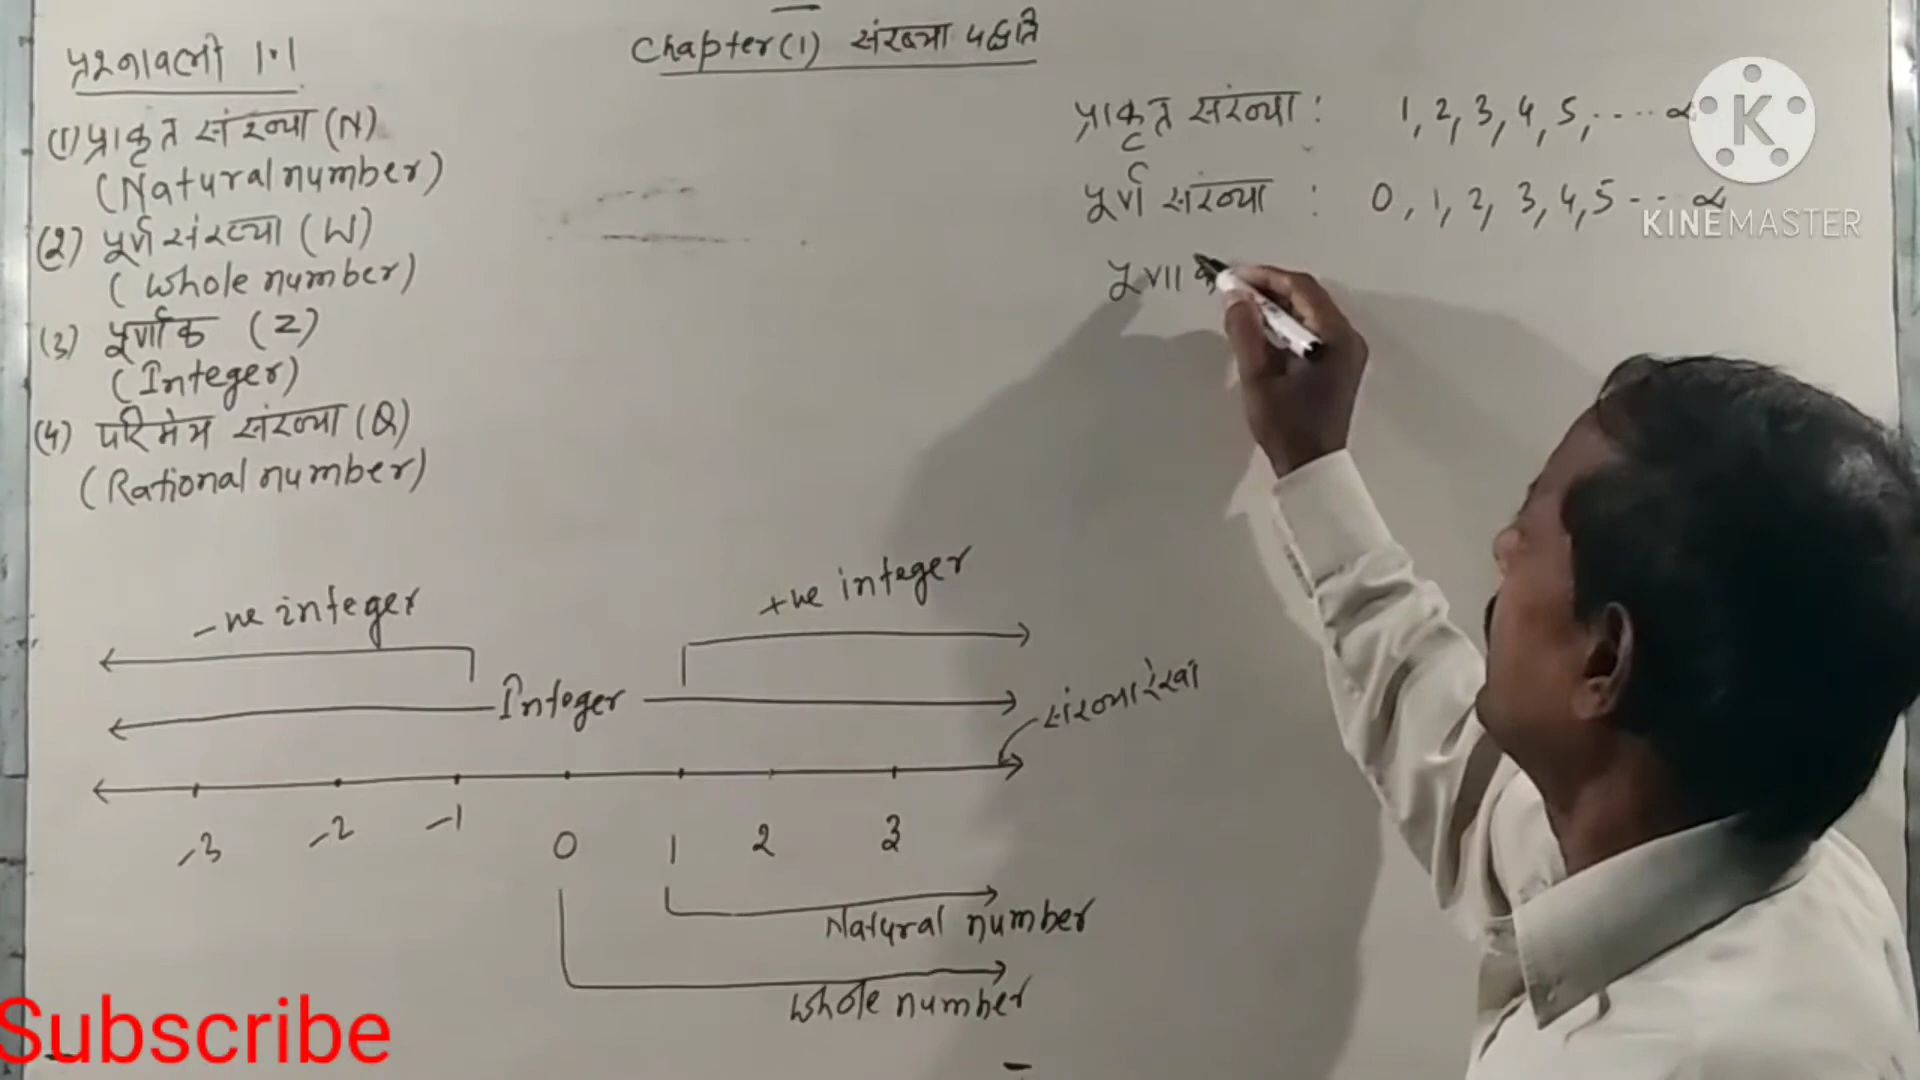 Chapter (1) संख्या पद्धति
प्रश्नावली 1.1
(1) प्राकृत संख्या (N)
(Natural number)
(2) पूर्ण संख्या (W)
(Whole number)
(3) पूर्णांक (Z)
(Integer)
(4) परिमेय संख्या (Q)
(Rational number)
प्राकृत संख्या : 1, 2, 3, 4, 5, .... ∝
पूर्ण संख्या : 0, 1, 2, 3, 4, 5 --- ∝
K
KINEMASTER
-ve integer
+ve integer
Integer
संख्या रेखा
-3 -2 -1 0 1 2 3
Natural number
Whole number
Subscribe